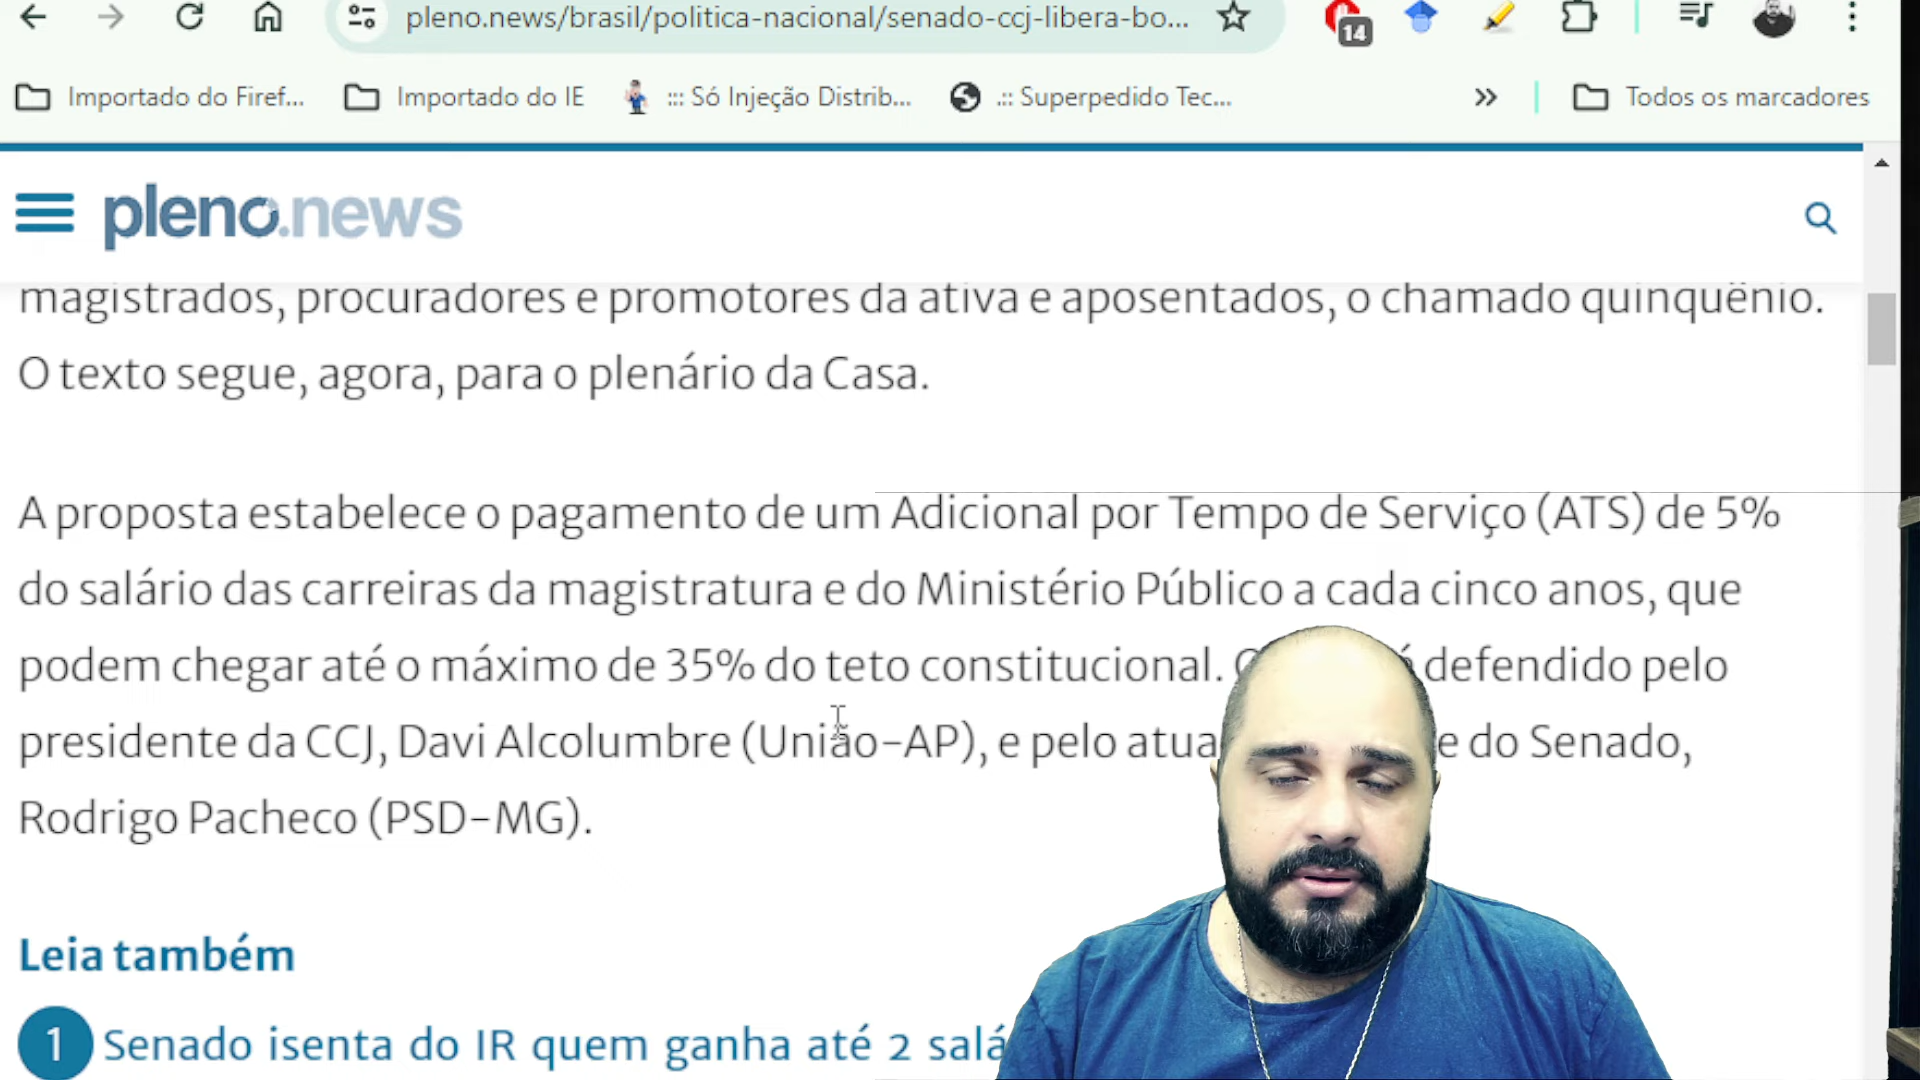 pleno.news/brasil/politica-nacional/senado-ccj-libera-bo...
14
Importado do Firef...
Importado do IE
::: Só Injeção Distrib...
.:: Superpedido Tec...
Todos os marcadores
pleno.news
magistrados, procuradores e promotores da ativa e aposentados, o chamado quinquênio.
O texto segue, agora, para o plenário da Casa.
A proposta estabelece o pagamento de um Adicional por Tempo de Serviço (ATS) de 5%
do salário das carreiras da magistratura e do Ministério Público a cada cinco anos, que
podem chegar até o máximo de 35% do teto constitucional. defendido pelo
presidente da CCJ, Davi Alcolumbre (União-AP), e pelo do Senado,
Rodrigo Pacheco (PSD-MG).
Leia também
1 Senado isenta do IR quem ganha até 2